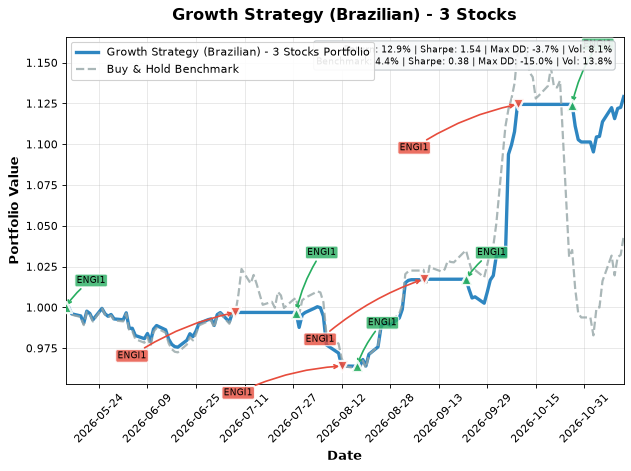 Growth Strategy (Brazilian) - 3 Stocks
Growth Strategy (Brazilian) - 3 Stocks Portfolio
Buy & Hold Benchmark
: 12.9% | Sharpe: 1.54 | Max DD: -3.7% | Vol: 8.1%
4.4% | Sharpe: 0.38 | Max DD: -15.0% | Vol: 13.8%
Portfolio Value
1.150
1.125
1.100
1.075
1.050
1.025
1.000
0.975
ENGI1
ENGI1
ENGI1
ENGI1
ENGI1
ENGI1
ENGI1
ENGI1
2026-05-24
2026-06-09
2026-06-25
2026-07-11
2026-07-27
2026-08-12
2026-08-28
2026-09-13
2026-09-29
2026-10-15
2026-10-31
Date